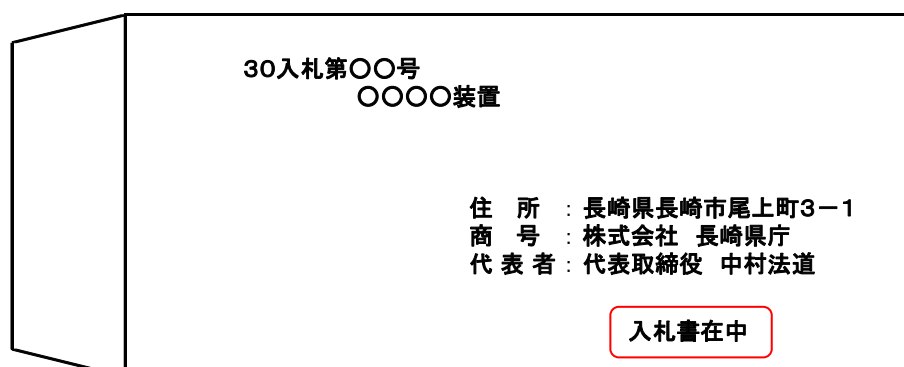 30入札第〇〇号
〇〇〇〇装置
住　所　：長崎県長崎市尾上町3－1
商　号　：株式会社　長崎県庁
代 表 者：代表取締役　中村法道
入札書在中